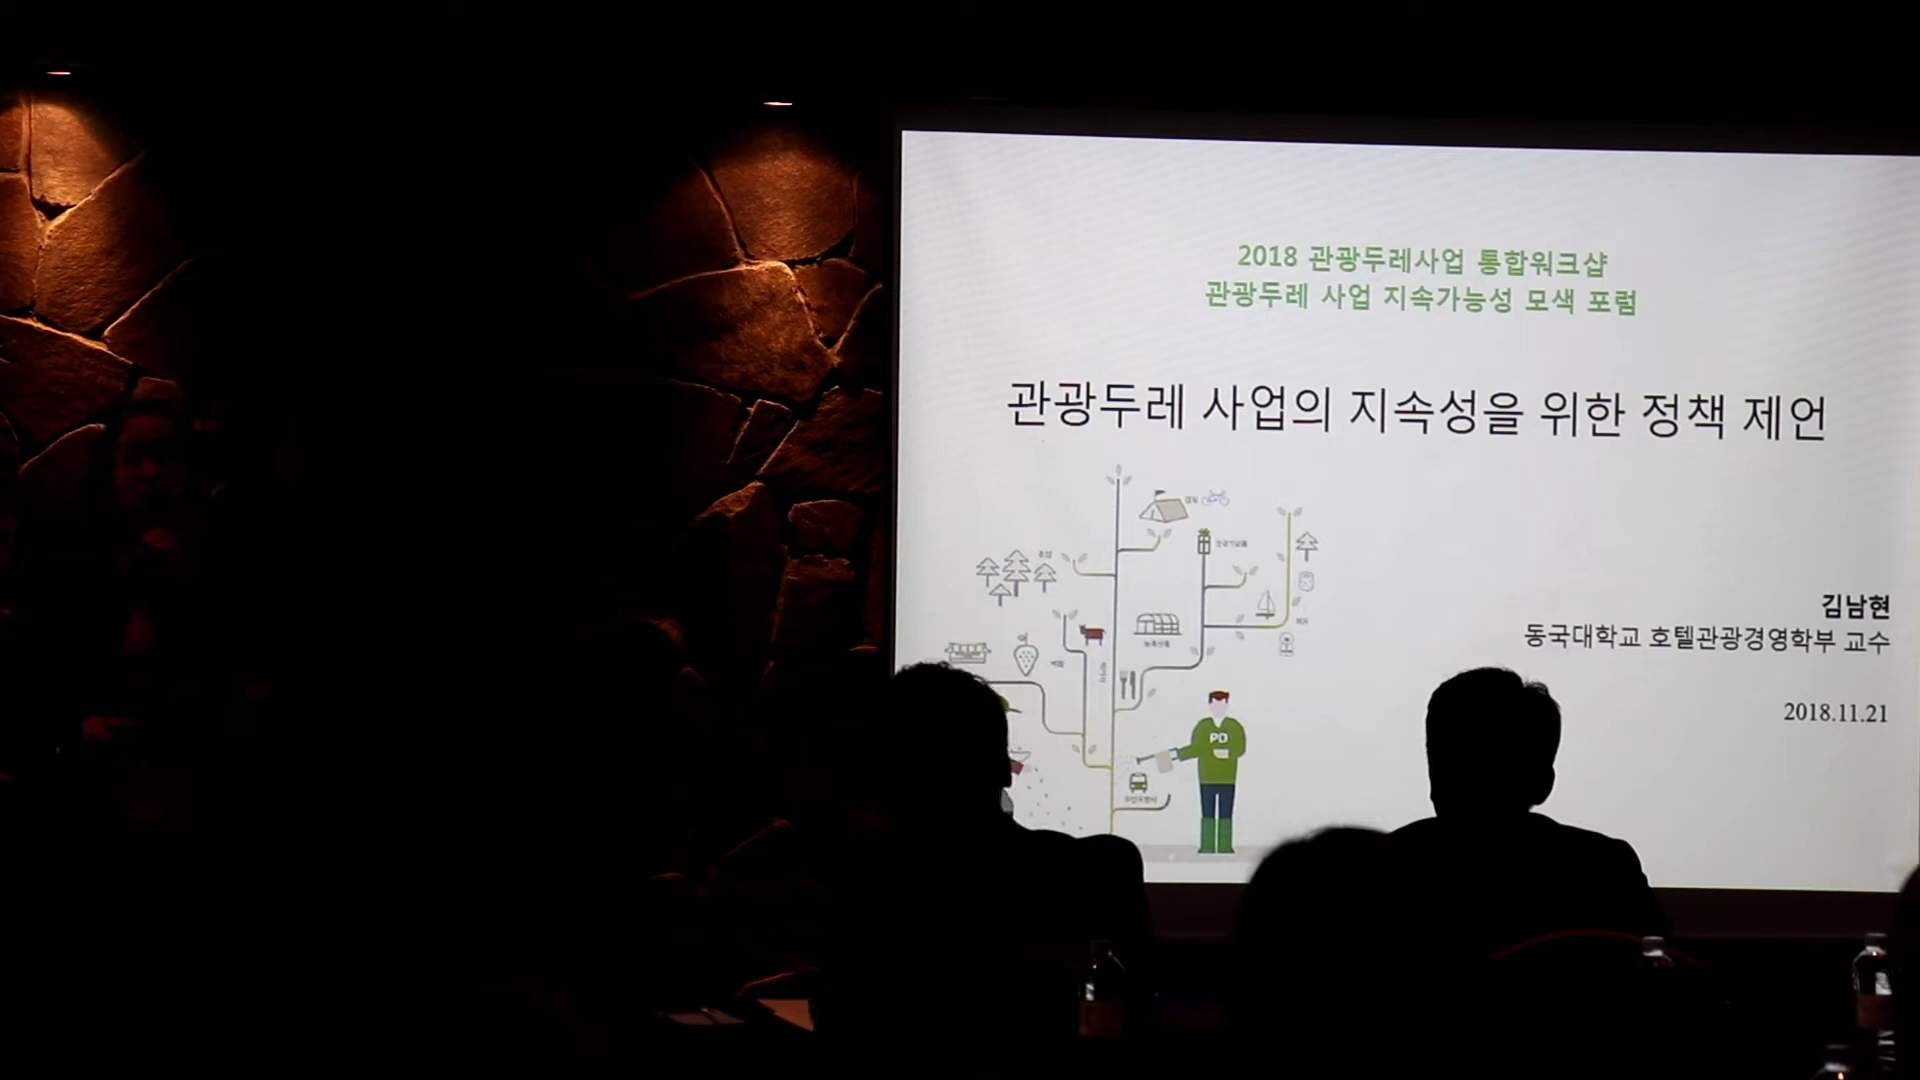 2018 관광두레사업 통합워크샵
관광두레 사업 지속가능성 모색 포럼
관광두레 사업의 지속성을 위한 정책 제언
김남현
동국대학교 호텔관광경영학부 교수
2018.11.21
PD